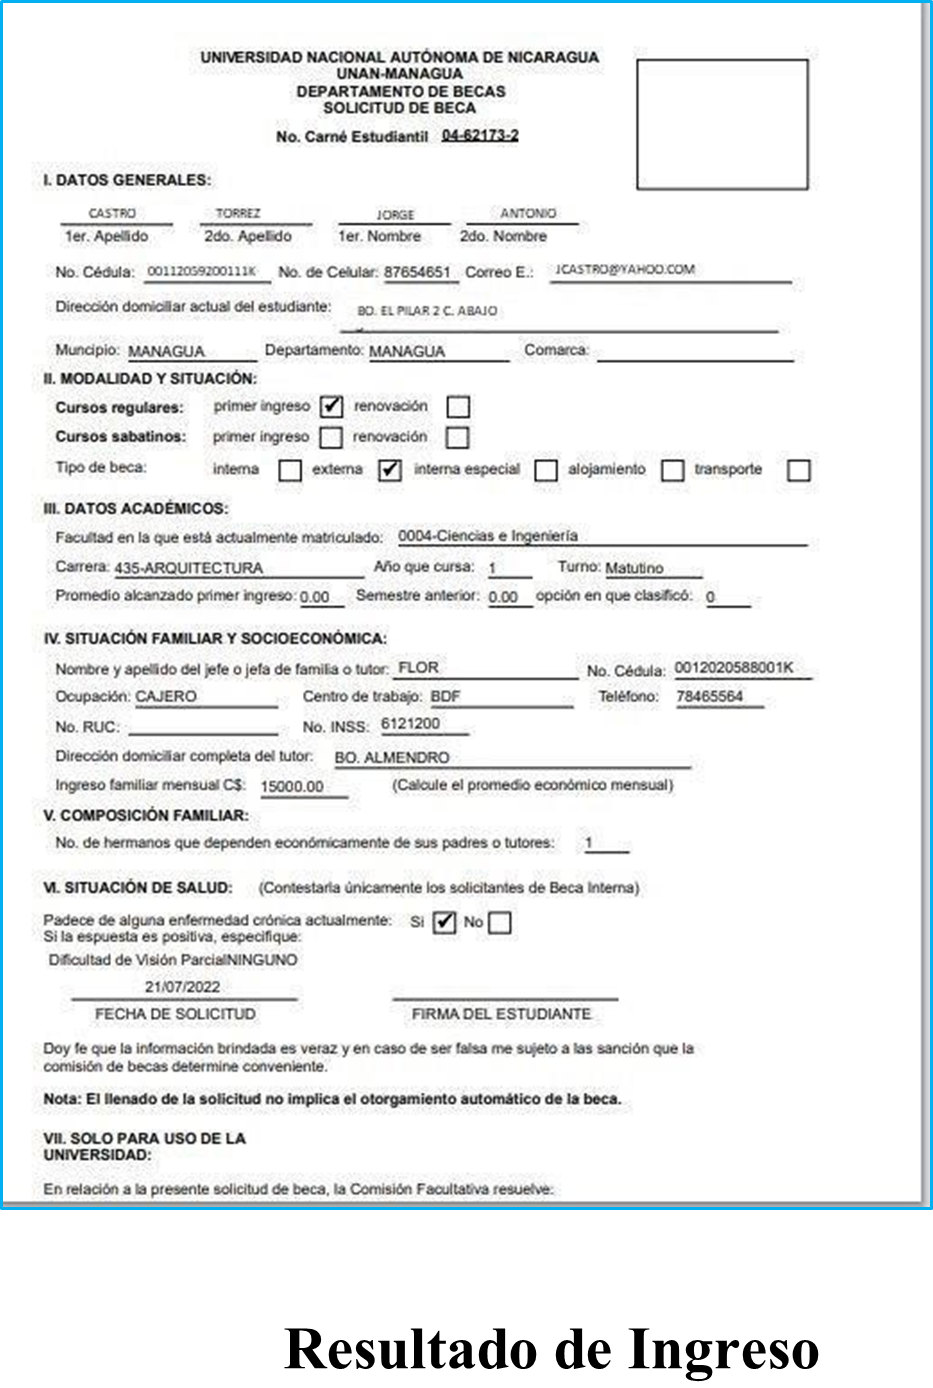 UNIVERSIDAD NACIONAL AUTÓNOMA DE NICARAGUA
UNAN-MANAGUA
DEPARTAMENTO DE BECAS
SOLICITUD DE BECA
No. Carné Estudiantil 04-62173-2
I. DATOS GENERALES:
CASTRO TORREZ JORGE ANTONIO
1er. Apellido 2do. Apellido 1er. Nombre 2do. Nombre
No. Cédula: 00112059200111K No. de Celular: 87654651 Correo E.: JCASTRO@YAHOO.COM
Dirección domiciliar actual del estudiante: BO. EL PILAR 2 C. ABAJO
Muncipio: MANAGUA Departamento: MANAGUA Comarca:
II. MODALIDAD Y SITUACIÓN:
Cursos regulares: primer ingreso ✔ renovación
Cursos sabatinos: primer ingreso renovación
Tipo de beca: interna externa ✔ interna especial alojamiento transporte
III. DATOS ACADÉMICOS:
Facultad en la que está actualmente matriculado: 0004-Ciencias e Ingeniería
Carrera: 435-ARQUITECTURA Año que cursa: 1 Turno: Matutino
Promedio alcanzado primer ingreso: 0.00 Semestre anterior: 0.00 opción en que clasificó: 0
IV. SITUACIÓN FAMILIAR Y SOCIOECONÓMICA:
Nombre y apellido del jefe o jefa de familia o tutor: FLOR No. Cédula: 0012020588001K
Ocupación: CAJERO Centro de trabajo: BDF Teléfono: 78465564
No. RUC: No. INSS: 6121200
Dirección domiciliar completa del tutor: BO. ALMENDRO
Ingreso familiar mensual C$: 15000.00 (Calcule el promedio económico mensual)
V. COMPOSICIÓN FAMILIAR:
No. de hermanos que dependen económicamente de sus padres o tutores: 1
VI. SITUACIÓN DE SALUD: (Contestarla únicamente los solicitantes de Beca Interna)
Padece de alguna enfermedad crónica actualmente: Si ✔ No
Si la espuesta es positiva, especifique:
Dificultad de Visión ParcialNINGUNO
21/07/2022
FECHA DE SOLICITUD FIRMA DEL ESTUDIANTE
Doy fe que la información brindada es veraz y en caso de ser falsa me sujeto a las sanción que la
comisión de becas determine conveniente.
Nota: El llenado de la solicitud no implica el otorgamiento automático de la beca.
VII. SOLO PARA USO DE LA
UNIVERSIDAD:
En relación a la presente solicitud de beca, la Comisión Facultativa resuelve:
Resultado de Ingreso